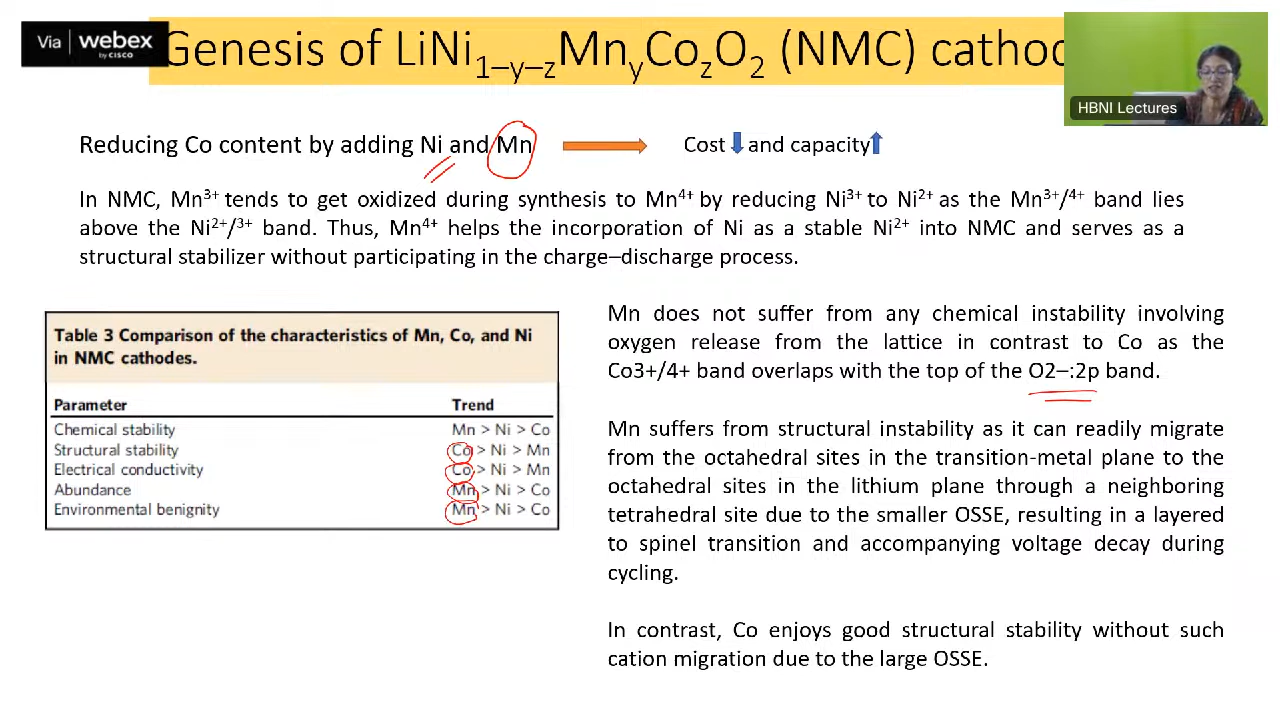 Via webex
by CISCO
Genesis of LiNi1–y–zMnyCozO2 (NMC) cathod
HBNI Lectures
Reducing Co content by adding Ni and Mn
Cost and capacity
In NMC, Mn3+ tends to get oxidized during synthesis to Mn4+ by reducing Ni3+ to Ni2+ as the Mn3+/4+ band lies
above the Ni2+/3+ band. Thus, Mn4+ helps the incorporation of Ni as a stable Ni2+ into NMC and serves as a
structural stabilizer without participating in the charge–discharge process.
Table 3 Comparison of the characteristics of Mn, Co, and Ni
in NMC cathodes.
Parameter Trend
Chemical stability Mn > Ni > Co
Structural stability Co > Ni > Mn
Electrical conductivity Co > Ni > Mn
Abundance Mn > Ni > Co
Environmental benignity Mn > Ni > Co
Mn does not suffer from any chemical instability involving
oxygen release from the lattice in contrast to Co as the
Co3+/4+ band overlaps with the top of the O2–:2p band.
Mn suffers from structural instability as it can readily migrate
from the octahedral sites in the transition-metal plane to the
octahedral sites in the lithium plane through a neighboring
tetrahedral site due to the smaller OSSE, resulting in a layered
to spinel transition and accompanying voltage decay during
cycling.
In contrast, Co enjoys good structural stability without such
cation migration due to the large OSSE.